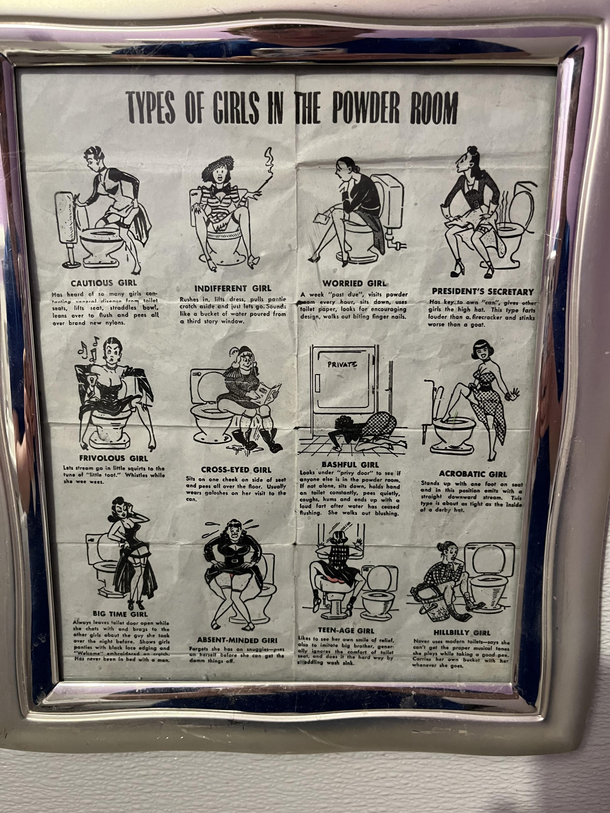 TYPES OF GIRLS IN THE POWDER ROOM
CAUTIOUS GIRL
Has heard of so many girls con-
tracting disease from toilet
seats, lifts seat, straddles bowl,
leans over to flush and pees all
over brand new nylons.
INDIFFERENT GIRL
Rushes in, lifts dress, pulls pantie
crotch aside and just lets go. Sounds
like a bucket of water poured from
a third story window.
WORRIED GIRL
A week "past due", visits powder
room every hour, sits down, uses
toilet paper, looks for encouraging
design, walks out biting finger nails.
PRESIDENT'S SECRETARY
Has key to own "can", gives other
girls the high hat. This type farts
louder than a firecracker and stinks
worse than a goat.
FRIVOLOUS GIRL
Lets stream go in little squirts to the
tune of "little toot." Whistles while
she wee wees.
CROSS-EYED GIRL
Sits on one cheek on side of seat
and pees all over the floor. Usually
wears galoshes on her visit to the
can.
PRIVATE
BASHFUL GIRL
Looks under "privy door" to see if
anyone else is in the powder room.
If not alone, sits down, holds hand
on toilet constantly, pees quietly,
coughs, hums and ends up with a
loud fart after water has ceased
flushing. She walks out blushing.
ACROBATIC GIRL
Stands up with one foot on seat
and in this position emits with a
straight downward stream. This
type is about as tight as the inside
of a derby hat.
BIG TIME GIRL
Always leaves toilet door open while
she chats with and brags to the
other girls about the guy she took
over the night before. Shows girls
panties with black lace edging and
"Welcome" embroidered on
Has never been in bed with a man.
ABSENT-MINDED GIRL
Forgets she has on snuggies—pees
on herself before she can get the
damm things off.
TEEN-AGE GIRL
Likes to see her own smile of relief,
also to imitate big brother, gener-
ally ignores the comfort of toilet
seat, and does it the hard way by
straddling wash sink.
HILLBILLY GIRL
Never uses modern toilets—says she
can't get the proper musical tones
she plays while taking a good pee.
Carries her own bucket with her
whenever she goes.